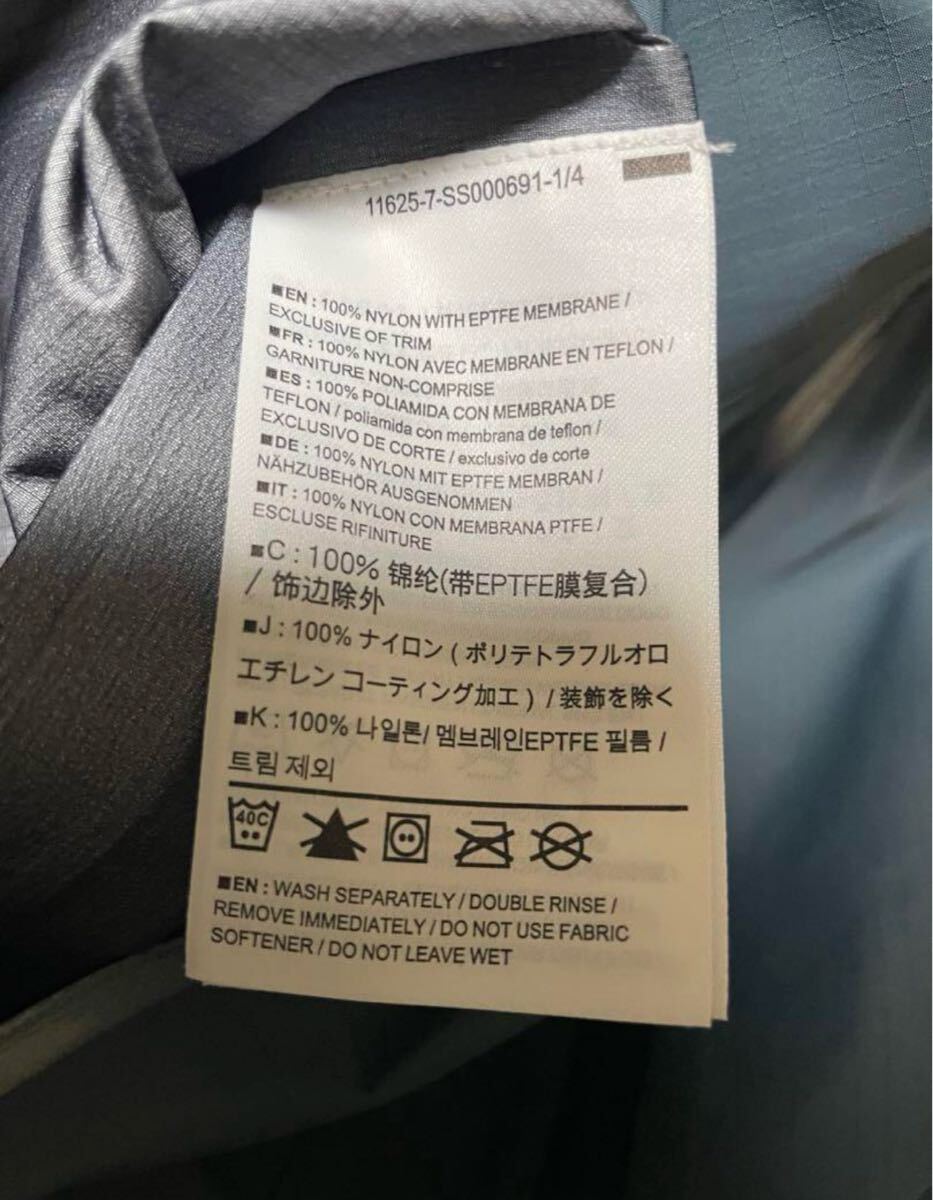 11625-7-SS000691-1/4
■EN : 100% NYLON WITH EPTFE MEMBRANE /
EXCLUSIVE OF TRIM
■FR : 100% NYLON AVEC MEMBRANE EN TEFLON /
GARNITURE NON-COMPRISE
■ES : 100% POLIAMIDA CON MEMBRANA DE
TEFLON / poliamida con membrana de teflon /
EXCLUSIVO DE CORTE / exclusivo de corte
■DE : 100% NYLON MIT EPTFE MEMBRAN /
NÄHZUBEHÖR AUSGENOMMEN
■IT : 100% NYLON CON MEMBRANA PTFE /
ESCLUSE RIFINITURE
■C : 100% 锦纶(带EPTFE膜复合)
/ 饰边除外
■J : 100% ナイロン ( ポリテトラフルオロ
エチレン コーティング加工 ) / 装飾を除く
■K : 100% 나일론/ 멤브레인EPTFE 필름 /
트림 제외
40C
■EN : WASH SEPARATELY / DOUBLE RINSE /
REMOVE IMMEDIATELY / DO NOT USE FABRIC
SOFTENER / DO NOT LEAVE WET